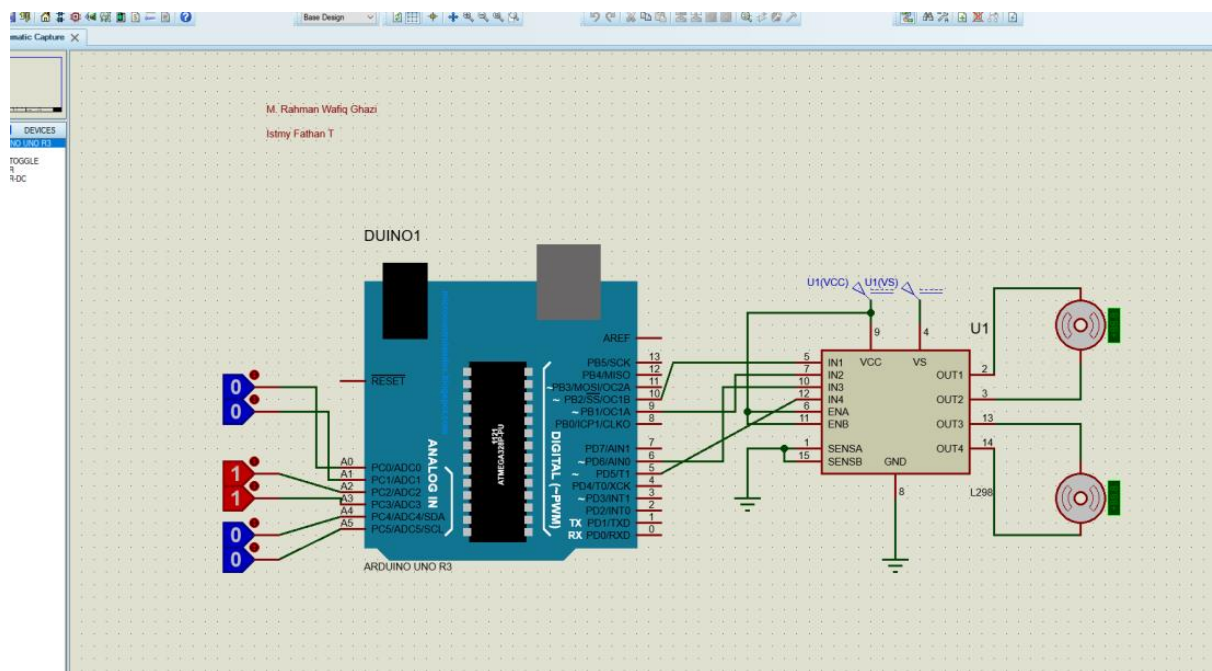 Base Design
ematic Capture
M. Rahman Wafiq Ghazi
Istmy Fathan T
DEVICES
NO UNO R3
TOGGLE
R
R-DC
DUINO1
AREF
RESET
PB5/SCK 13
PB4/MISO 12
~PB3/MOSI/OC2A 11
~ PB2/SS/OC1B 10
~ PB1/OC1A 9
PB0/ICP1/CLKO 8
PD7/AIN1 7
~ PD6/AIN0 6
~ PD5/T1 5
PD4/T0/XCK 4
~ PD3/INT1 3
PD2/INT0 2
TX PD1/TXD 1
RX PD0/RXD 0
DIGITAL (~PWM)
1121
ATMEGA328P-PU
ANALOG IN
0
0
1
1
0
0
A0 PC0/ADC0
A1 PC1/ADC1
A2 PC2/ADC2
A3 PC3/ADC3
A4 PC4/ADC4/SDA
A5 PC5/ADC5/SCL
ARDUINO UNO R3
U1(VCC)
U1(VS)
9
4
U1
VCC
VS
5 IN1
7 IN2
10 IN3
12 IN4
6 ENA
11 ENB
1 SENSA
15 SENSB
GND
8
OUT1 2
OUT2 3
OUT3 13
OUT4 14
L298